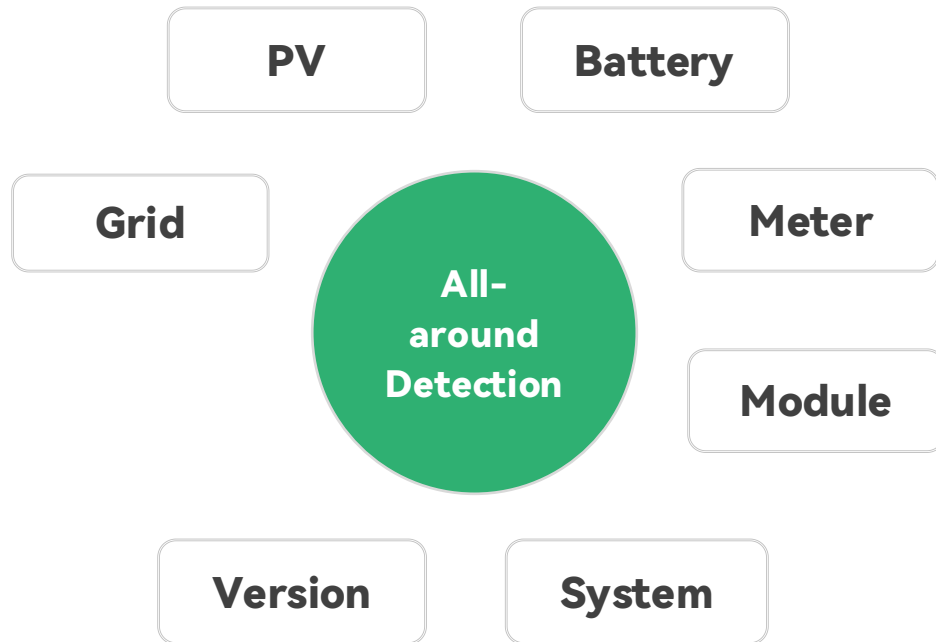 PV
Battery
Grid
Meter
All-
around
Detection
Module
Version
System